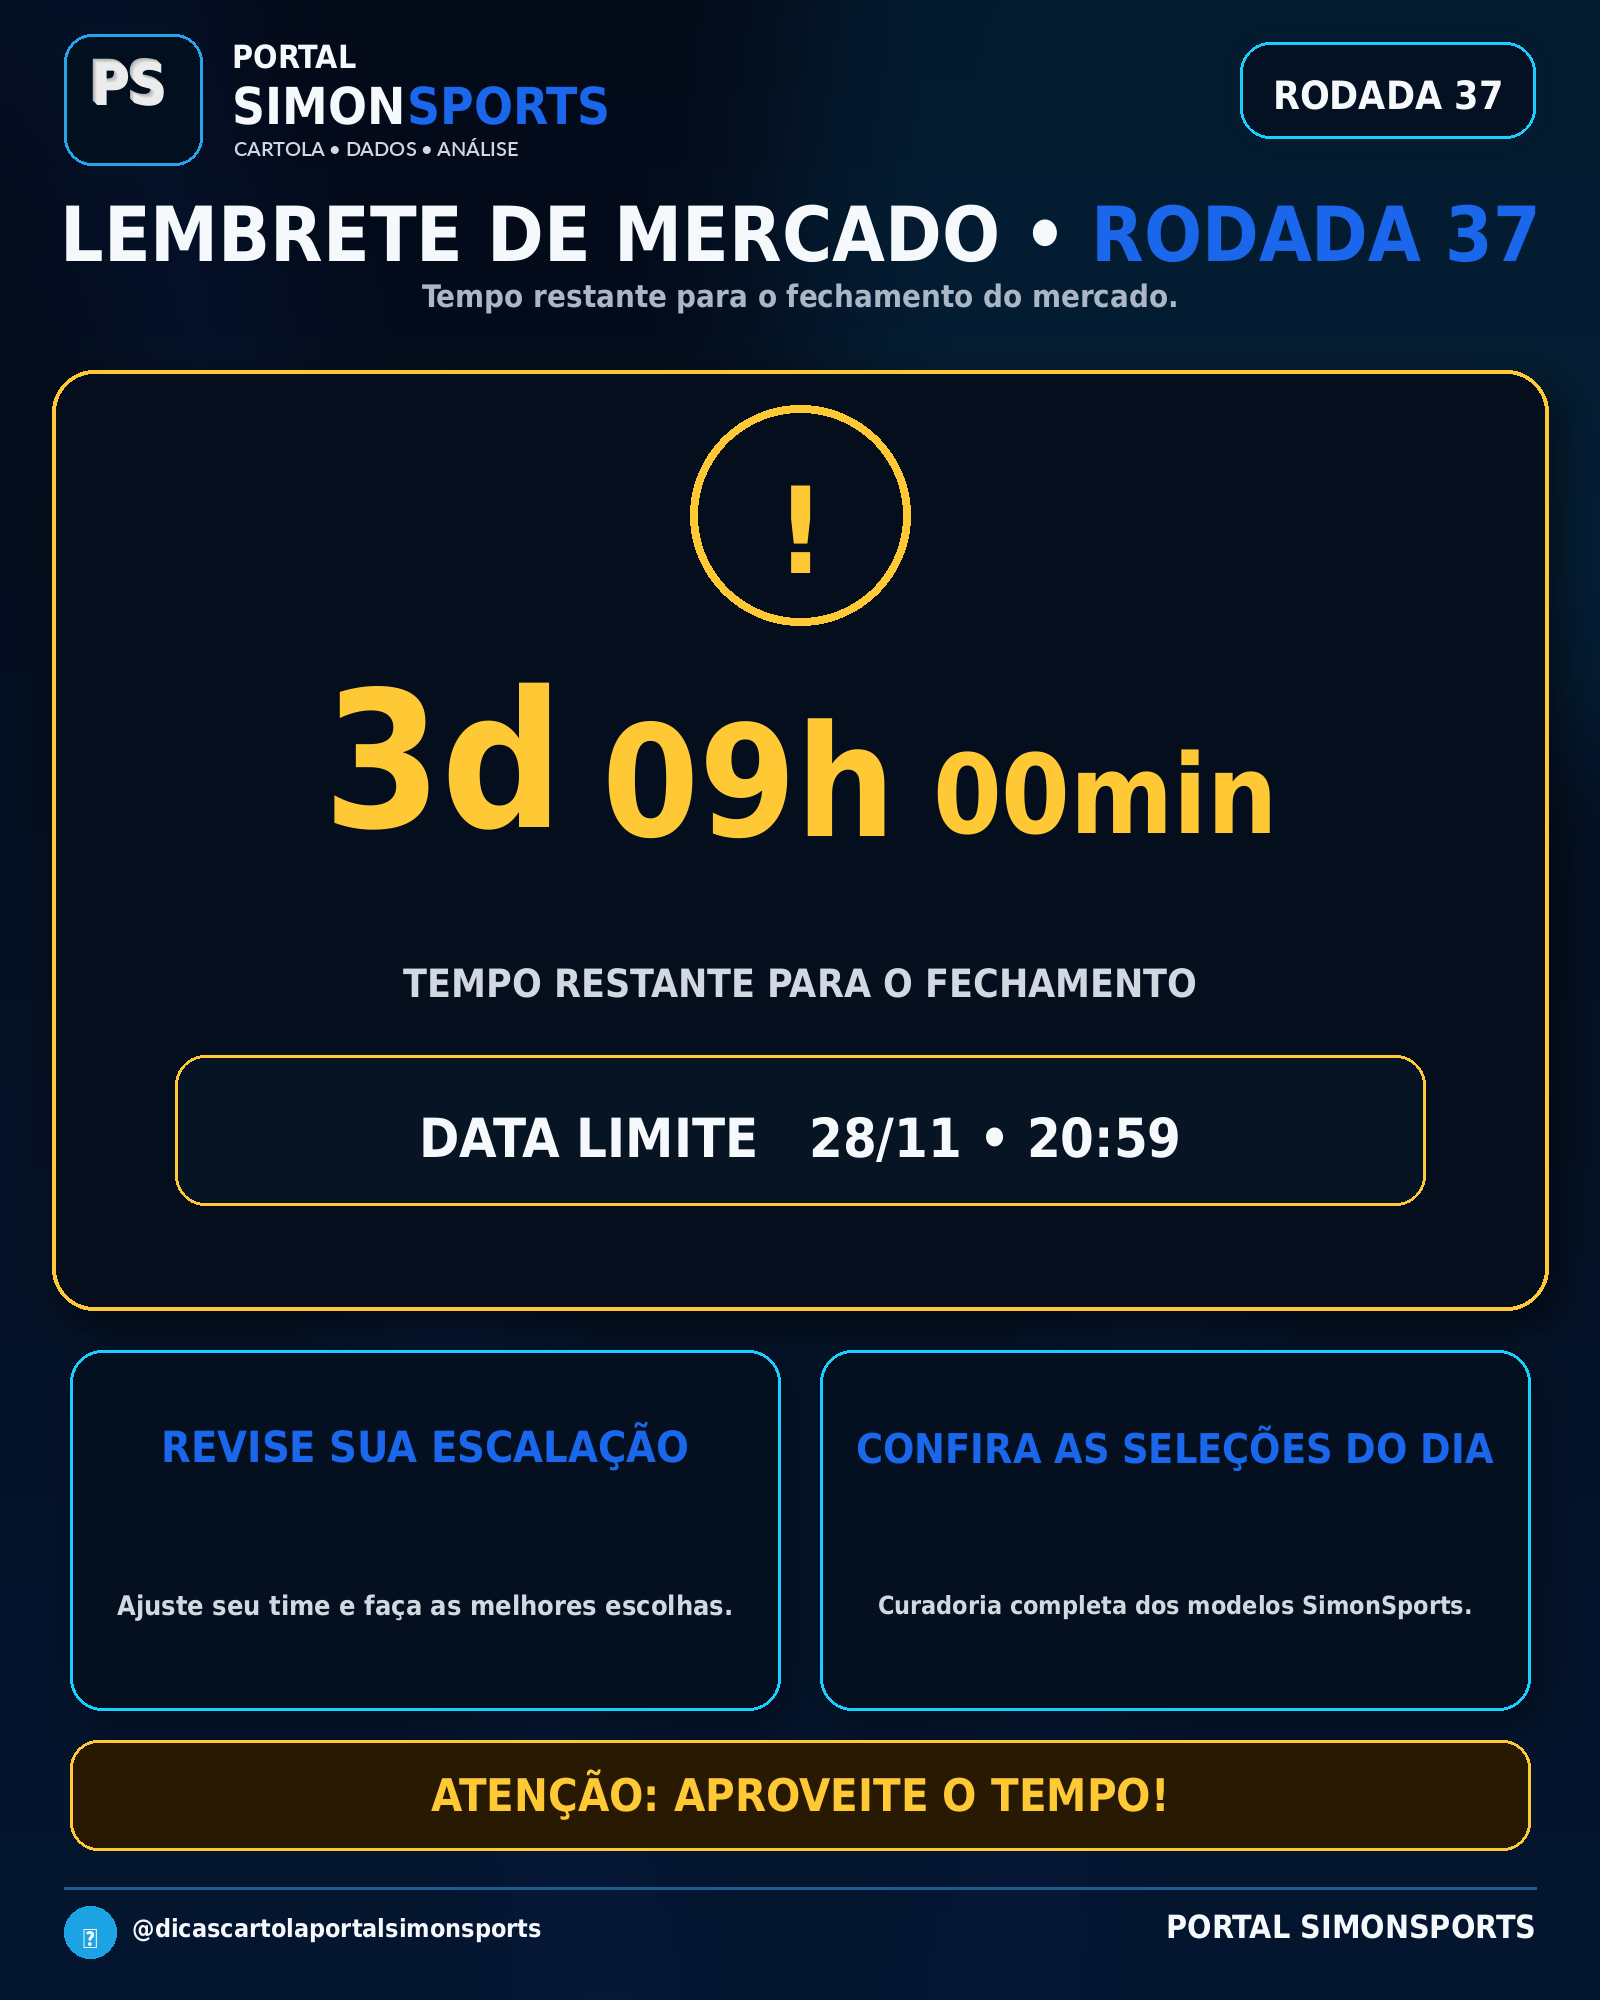 PS
PORTAL
SIMONSPORTS
CARTOLA • DADOS • ANÁLISE
RODADA 37
LEMBRETE DE MERCADO • RODADA 37
Tempo restante para o fechamento do mercado.
!
3d 09h 00min
TEMPO RESTANTE PARA O FECHAMENTO
DATA LIMITE 28/11 • 20:59
REVISE SUA ESCALAÇÃO
Ajuste seu time e faça as melhores escolhas.
CONFIRA AS SELEÇÕES DO DIA
Curadoria completa dos modelos SimonSports.
ATENÇÃO: APROVEITE O TEMPO!
@dicascartolaportalsimonsports
PORTAL SIMONSPORTS